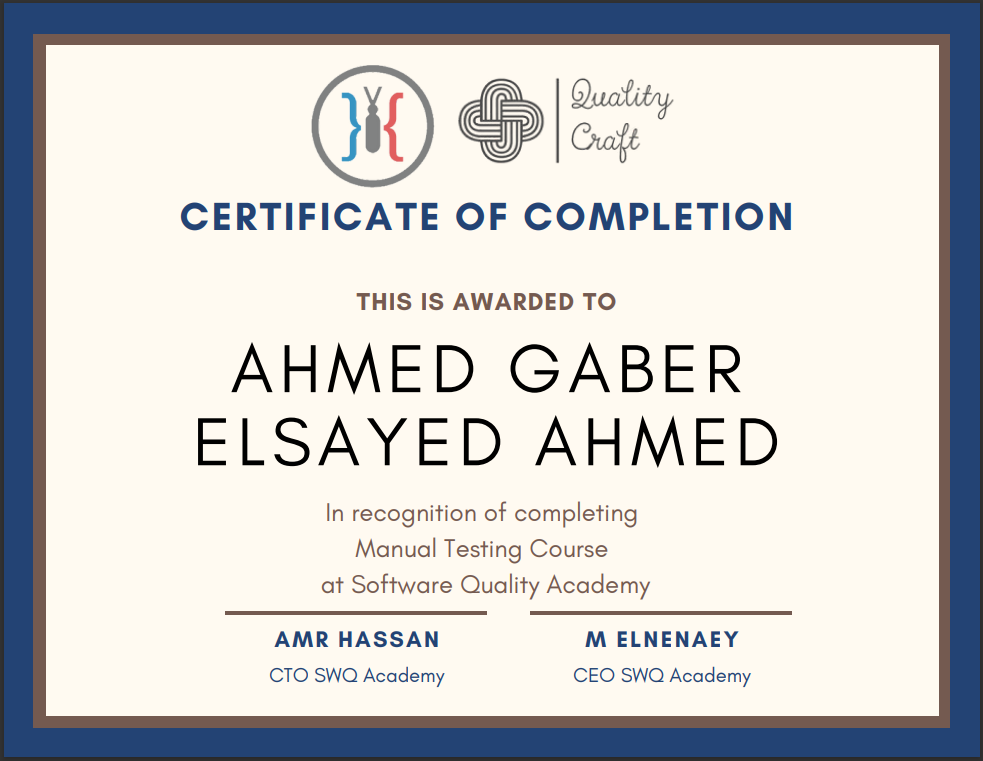 Quality
Craft
CERTIFICATE OF COMPLETION
THIS IS AWARDED TO
AHMED GABER
ELSAYED AHMED
In recognition of completing
Manual Testing Course
at Software Quality Academy
AMR HASSAN
CTO SWQ Academy
M ELNENAEY
CEO SWQ Academy